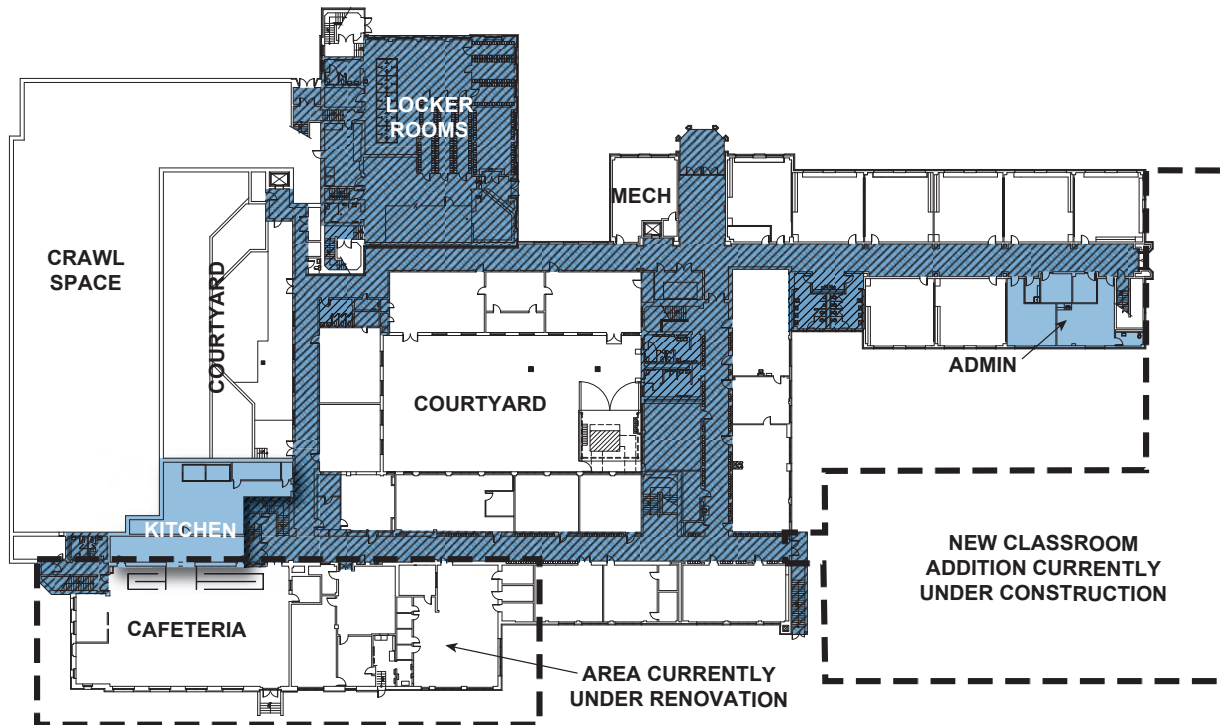 LOCKER
ROOMS
MECH
CRAWL
SPACE
COURTYARD
COURTYARD
ADMIN
KITCHEN
NEW CLASSROOM
ADDITION CURRENTLY
UNDER CONSTRUCTION
CAFETERIA
AREA CURRENTLY
UNDER RENOVATION